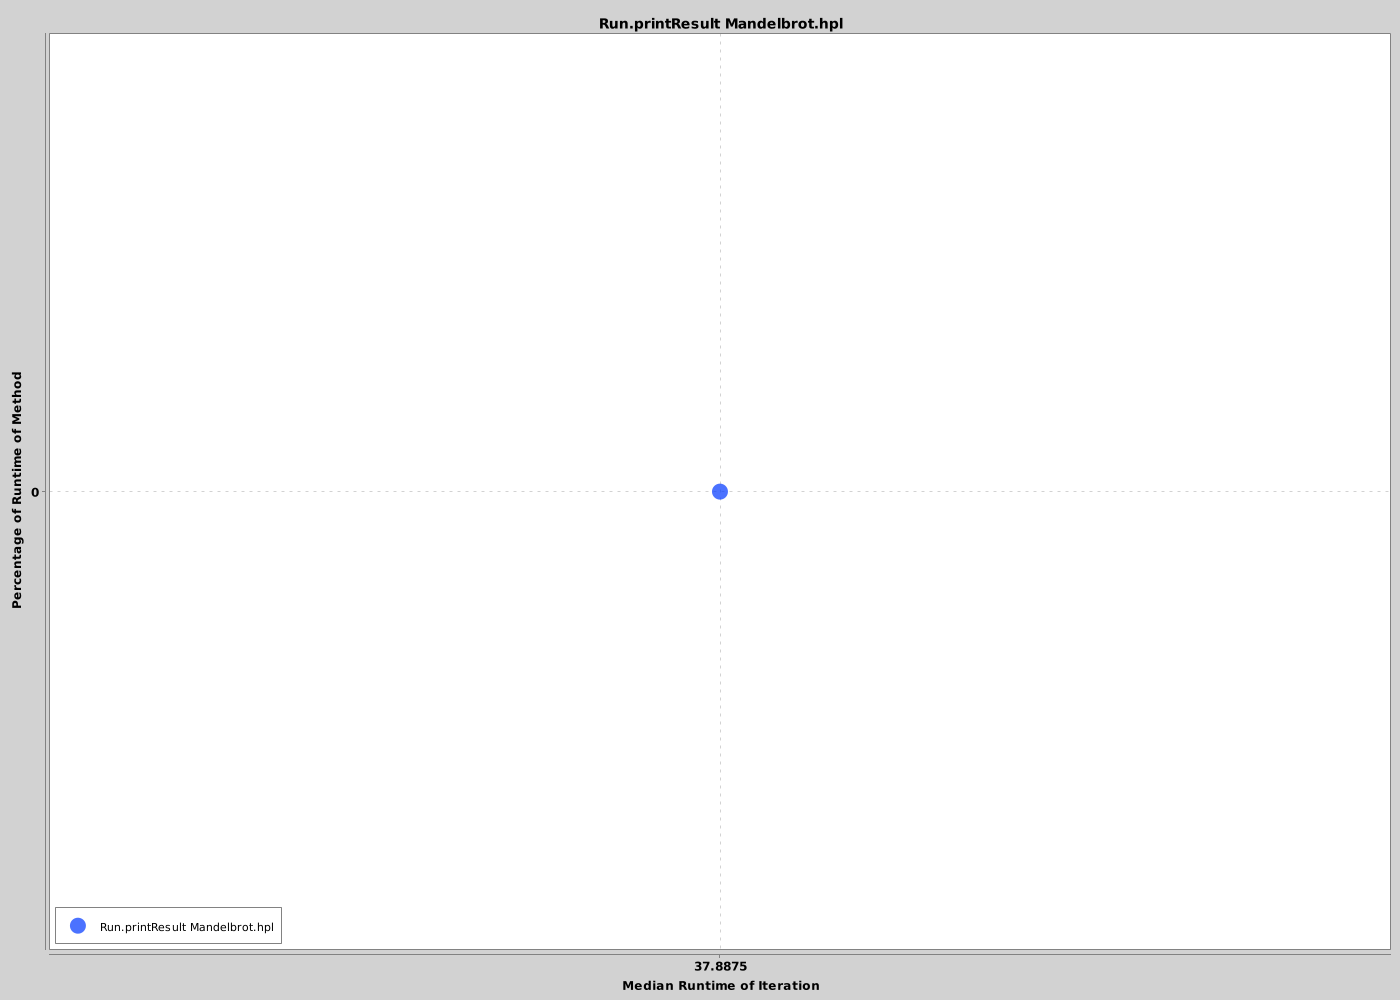 Run.printResult Mandelbrot.hpl
Percentage of Runtime of Method
0
Run.printResult Mandelbrot.hpl
37.8875
Median Runtime of Iteration